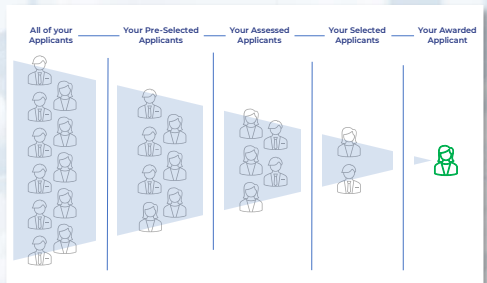 All of your
Applicants
Your Pre-Selected
Applicants
Your Assessed
Applicants
Your Selected
Applicants
Your Awarded
Applicant